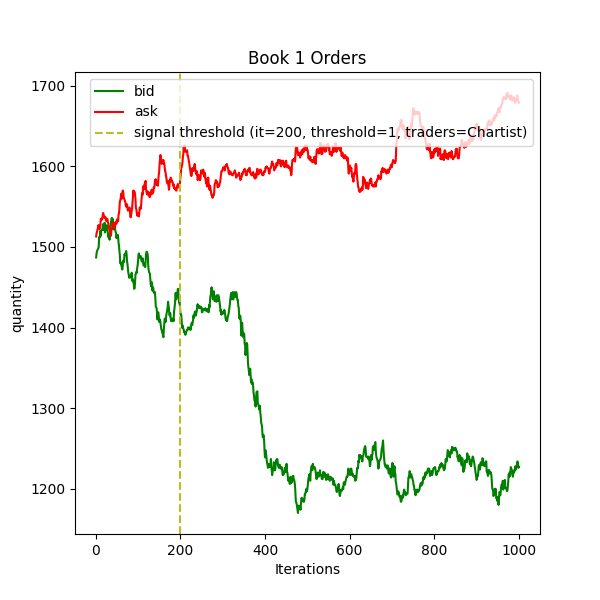 Book 1 Orders
bid
ask
signal threshold (it=200, threshold=1, traders=Chartist)
quantity
1700
1600
1500
1400
1300
1200
0 200 400 600 800 1000
Iterations